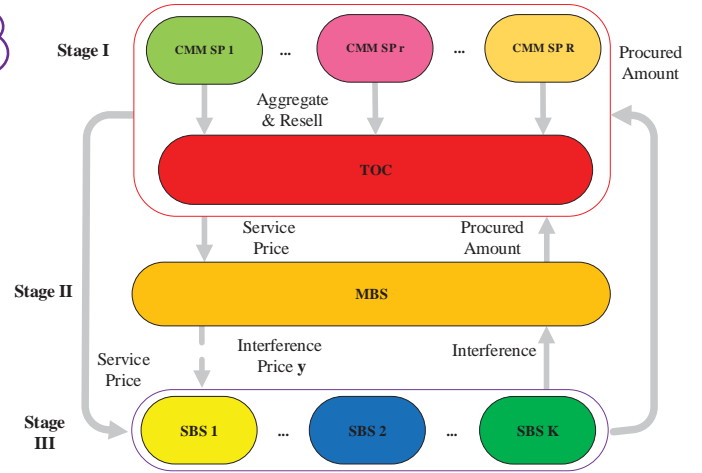 Stage I
CMM SP 1
...
CMM SP r
...
CMM SP R
Procured
Amount
Aggregate
& Resell
TOC
Service
Price
Procured
Amount
Stage II
MBS
Interference
Price y
Interference
Service
Price
Stage
III
SBS 1
...
SBS 2
...
SBS K